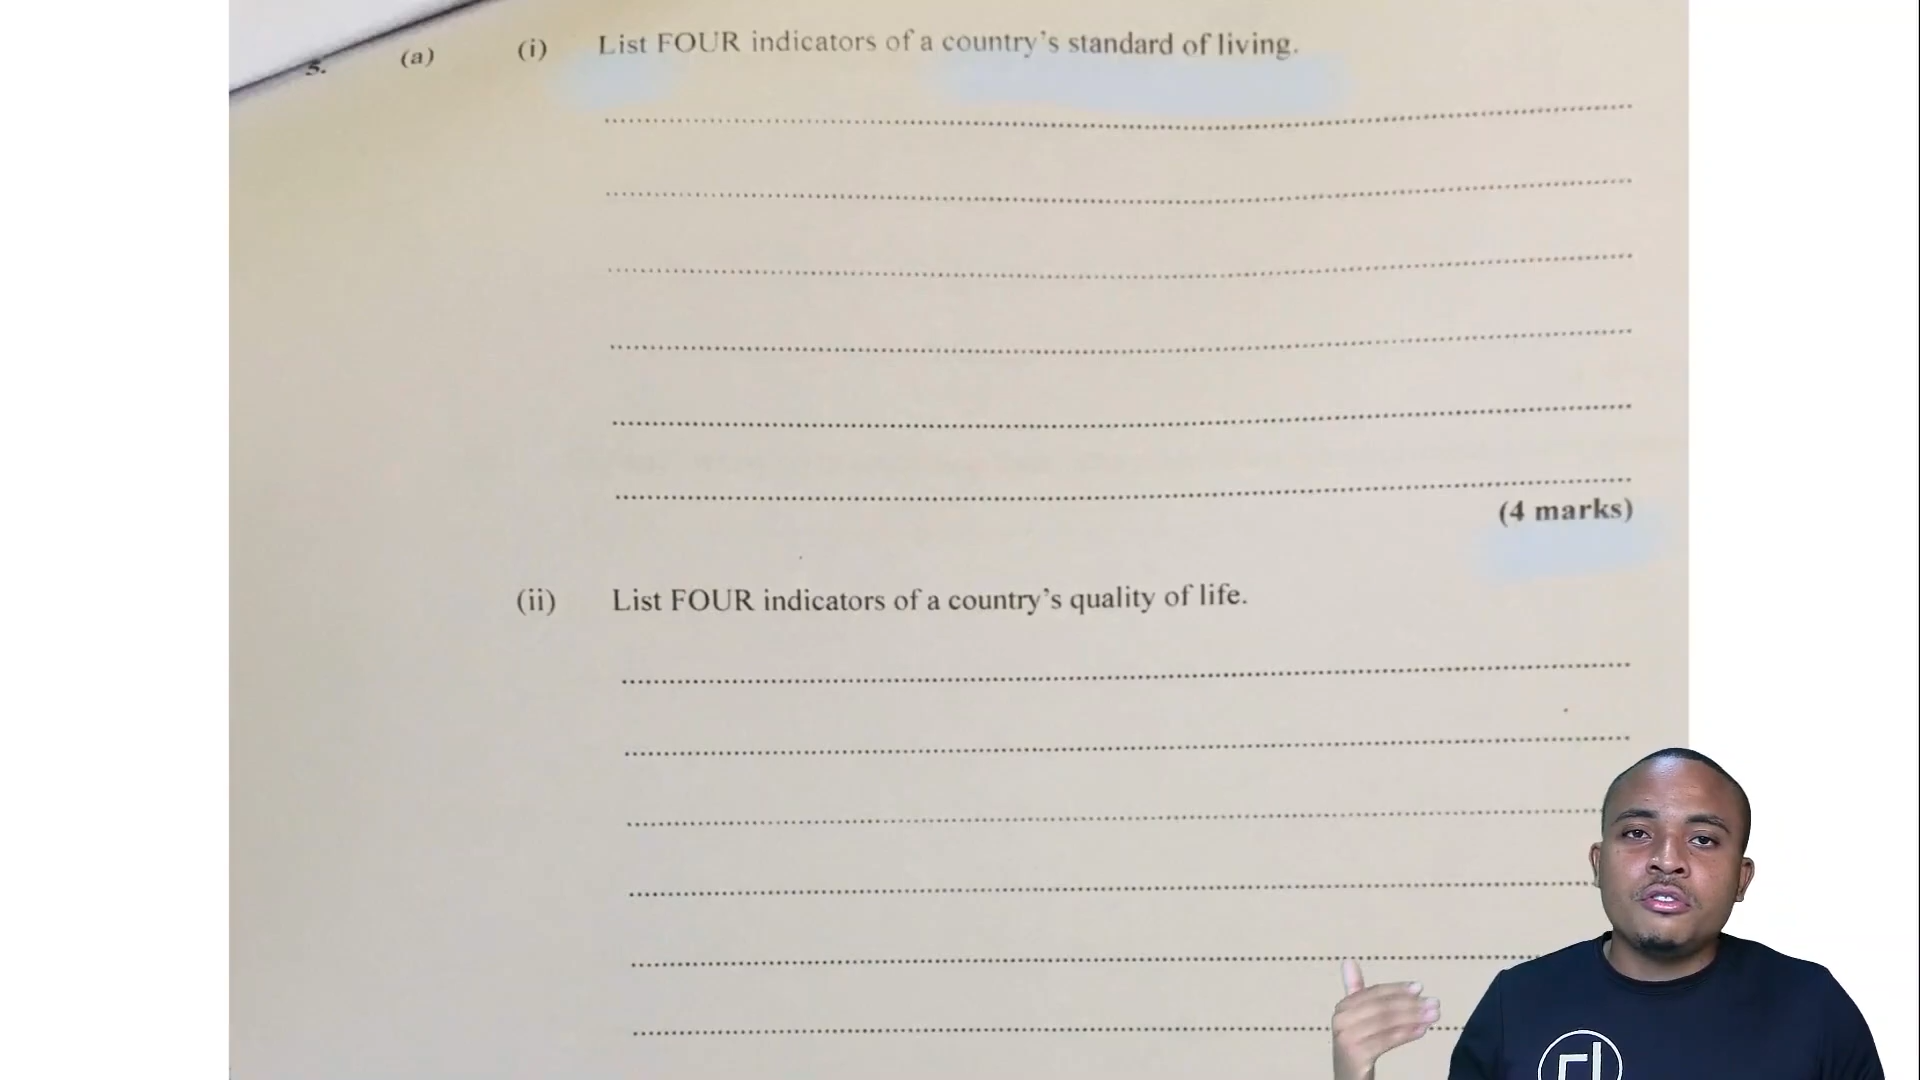 5. (a) (i) List FOUR indicators of a country's standard of living.
(4 marks)
(ii) List FOUR indicators of a country's quality of life.